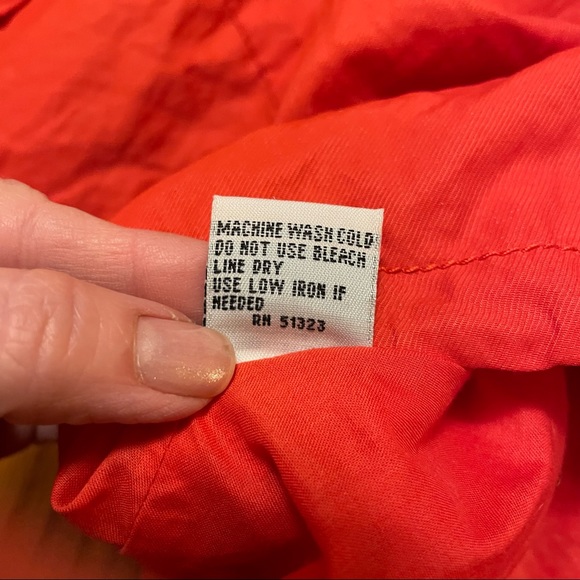 MACHINE WASH COLD
DO NOT USE BLEACH
LINE DRY
USE LOW IRON IF
NEEDED
RN 51323